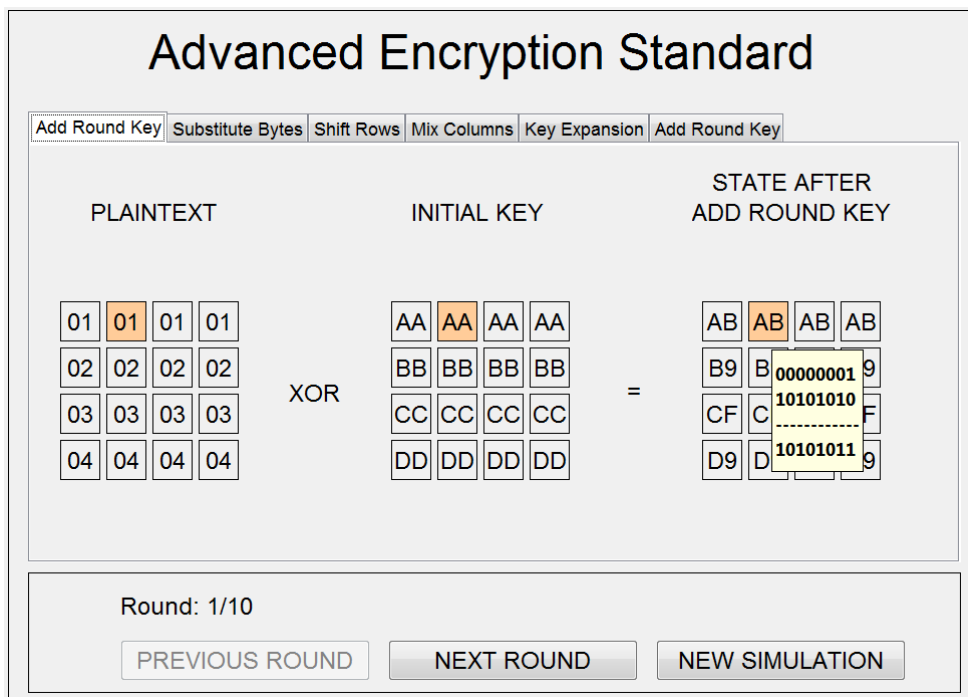 Advanced Encryption Standard
Add Round Key Substitute Bytes Shift Rows Mix Columns Key Expansion Add Round Key
PLAINTEXT
INITIAL KEY
STATE AFTER
ADD ROUND KEY
01 01 01 01 AA AA AA AA AB AB AB AB
02 02 02 02 BB BB BB BB B9 B 9
03 03 03 03 CC CC CC CC CF C F
04 04 04 04 DD DD DD DD D9 D 9
XOR
=
00000001
10101010
------------
10101011
Round: 1/10
PREVIOUS ROUND NEXT ROUND NEW SIMULATION